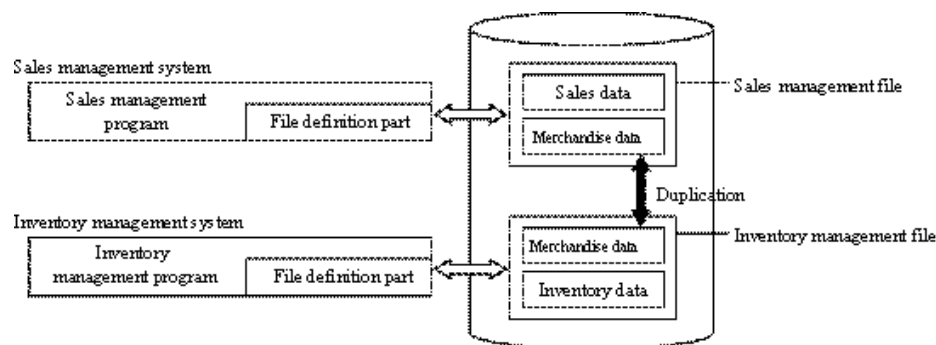 Sales management system
Sales management
program
File definition part
Sales data
Merchandise data
Sales management file
Duplication
Inventory management system
Inventory
management program
File definition part
Merchandise data
Inventory data
Inventory management file